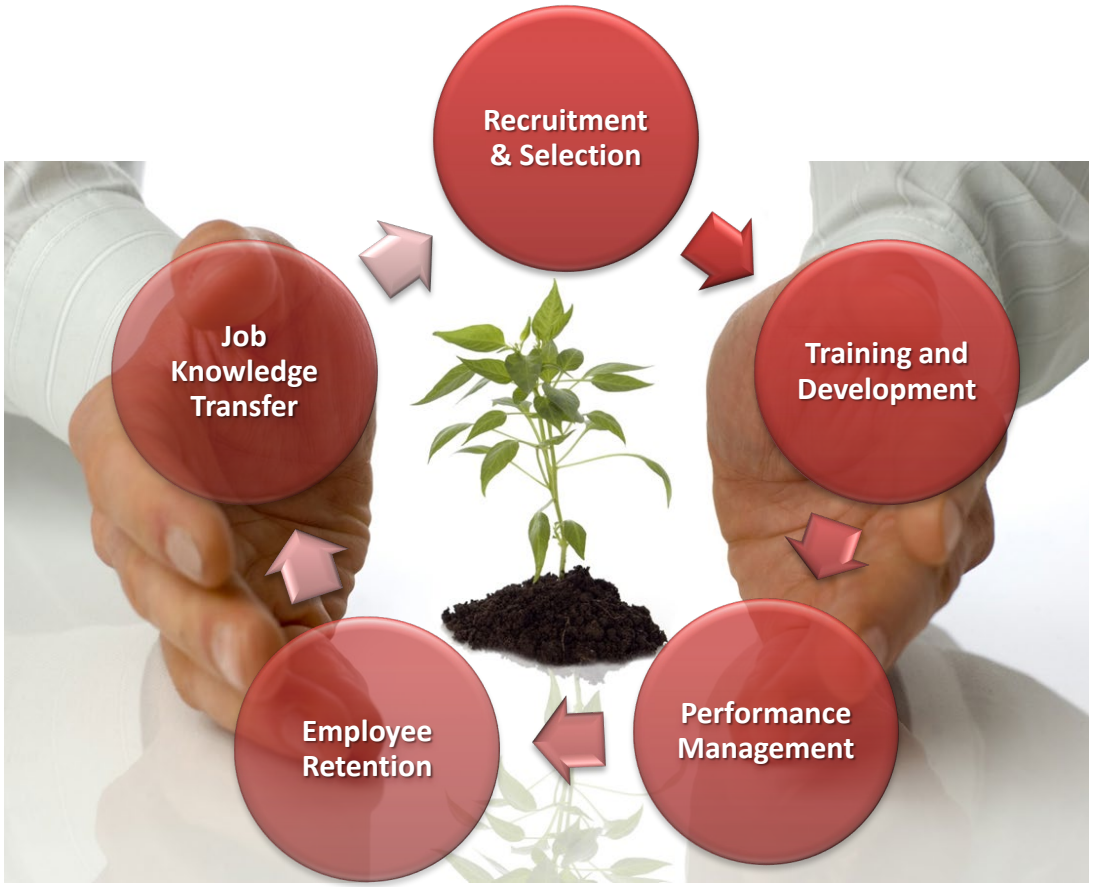 Recruitment
& Selection
Training and
Development
Performance
Management
Employee
Retention
Job
Knowledge
Transfer